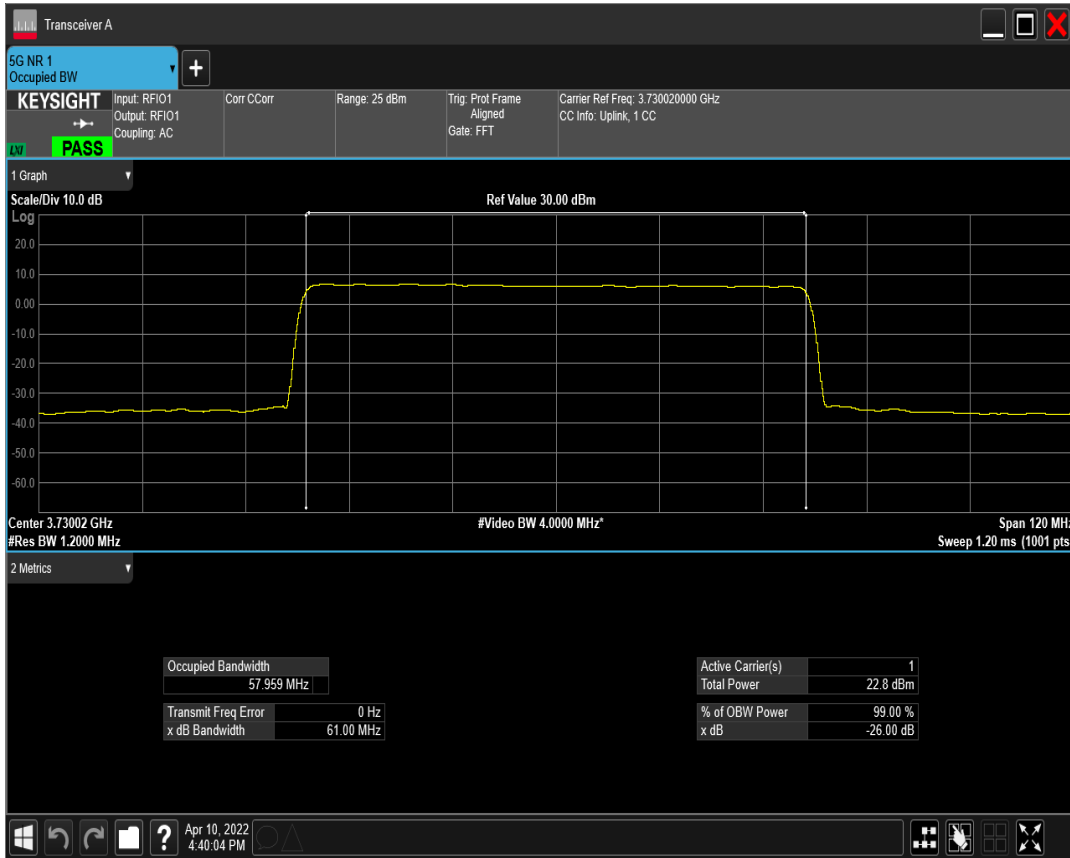 Transceiver A
5G NR 1
Occupied BW
KEYSIGHT
LXI
PASS
Input: RFIO1
Output: RFIO1
Coupling: AC
Corr CCorr
Range: 25 dBm
Trig: Prot Frame
Aligned
Gate: FFT
Carrier Ref Freq: 3.730020000 GHz
CC Info: Uplink, 1 CC
1 Graph
Scale/Div 10.0 dB
Ref Value 30.00 dBm
Log
20.0
10.0
0.00
-10.0
-20.0
-30.0
-40.0
-50.0
-60.0
Center 3.73002 GHz
#Video BW 4.0000 MHz*
Span 120 MHz
#Res BW 1.2000 MHz
Sweep 1.20 ms (1001 pts
2 Metrics
Occupied Bandwidth
57.959 MHz
Transmit Freq Error 0 Hz
x dB Bandwidth 61.00 MHz
Active Carrier(s) 1
Total Power 22.8 dBm
% of OBW Power 99.00 %
x dB -26.00 dB
?
Apr 10, 2022
4:40:04 PM